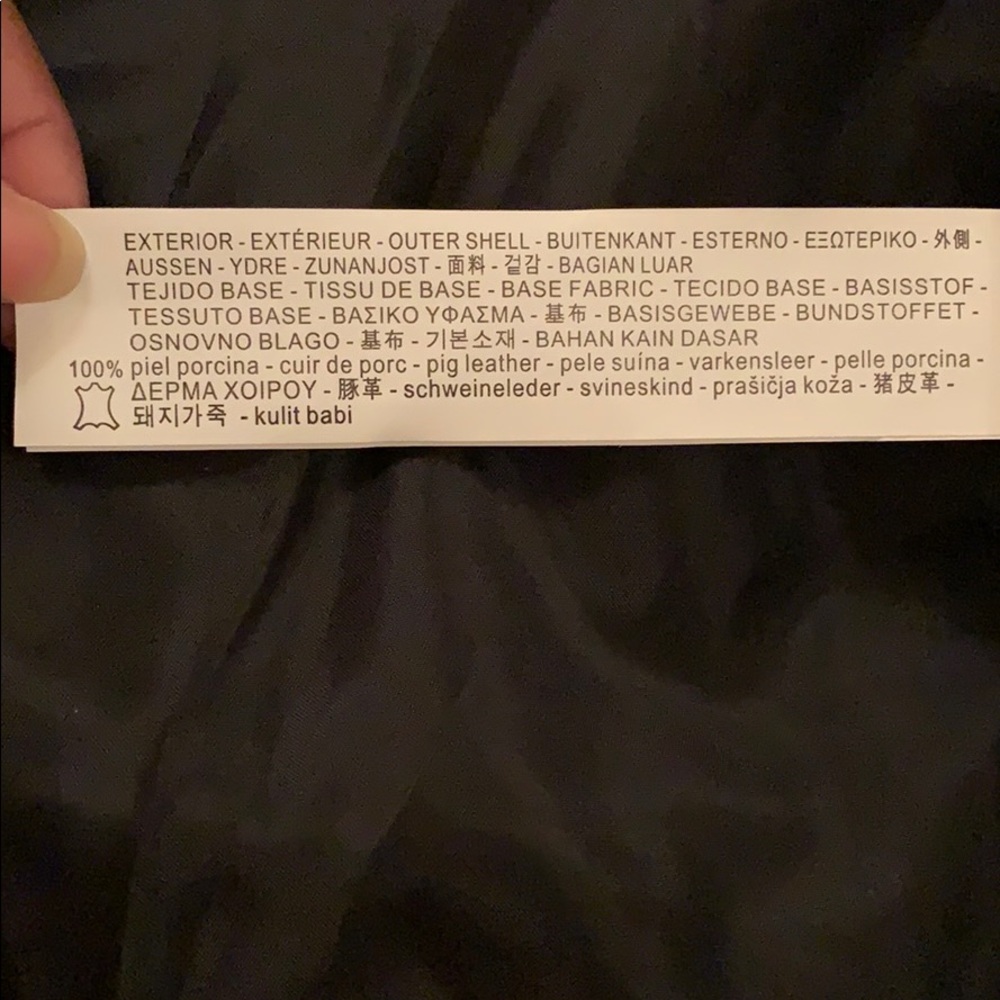 EXTERIOR - EXTÉRIEUR - OUTER SHELL - BUITENKANT - ESTERNO - ΕΞΩΤΕΡΙΚΟ - 外側 -
AUSSEN - YDRE - ZUNANJOST - 面料 - 겉감 - BAGIAN LUAR
TEJIDO BASE - TISSU DE BASE - BASE FABRIC - TECIDO BASE - BASISSTOF -
TESSUTO BASE - ΒΑΣΙΚΟ ΥΦΑΣΜΑ - 基布 - BASISGEWEBE - BUNDSTOFFET -
OSNOVNO BLAGO - 基布 - 기본소재 - BAHAN KAIN DASAR
100% piel porcina - cuir de porc - pig leather - pele suína - varkensleer - pelle porcina -
ΔΕΡΜΑ ΧΟΙΡΟΥ - 豚革 - schweineleder - svineskind - prašičja koža - 猪皮革 -
돼지가죽 - kulit babi